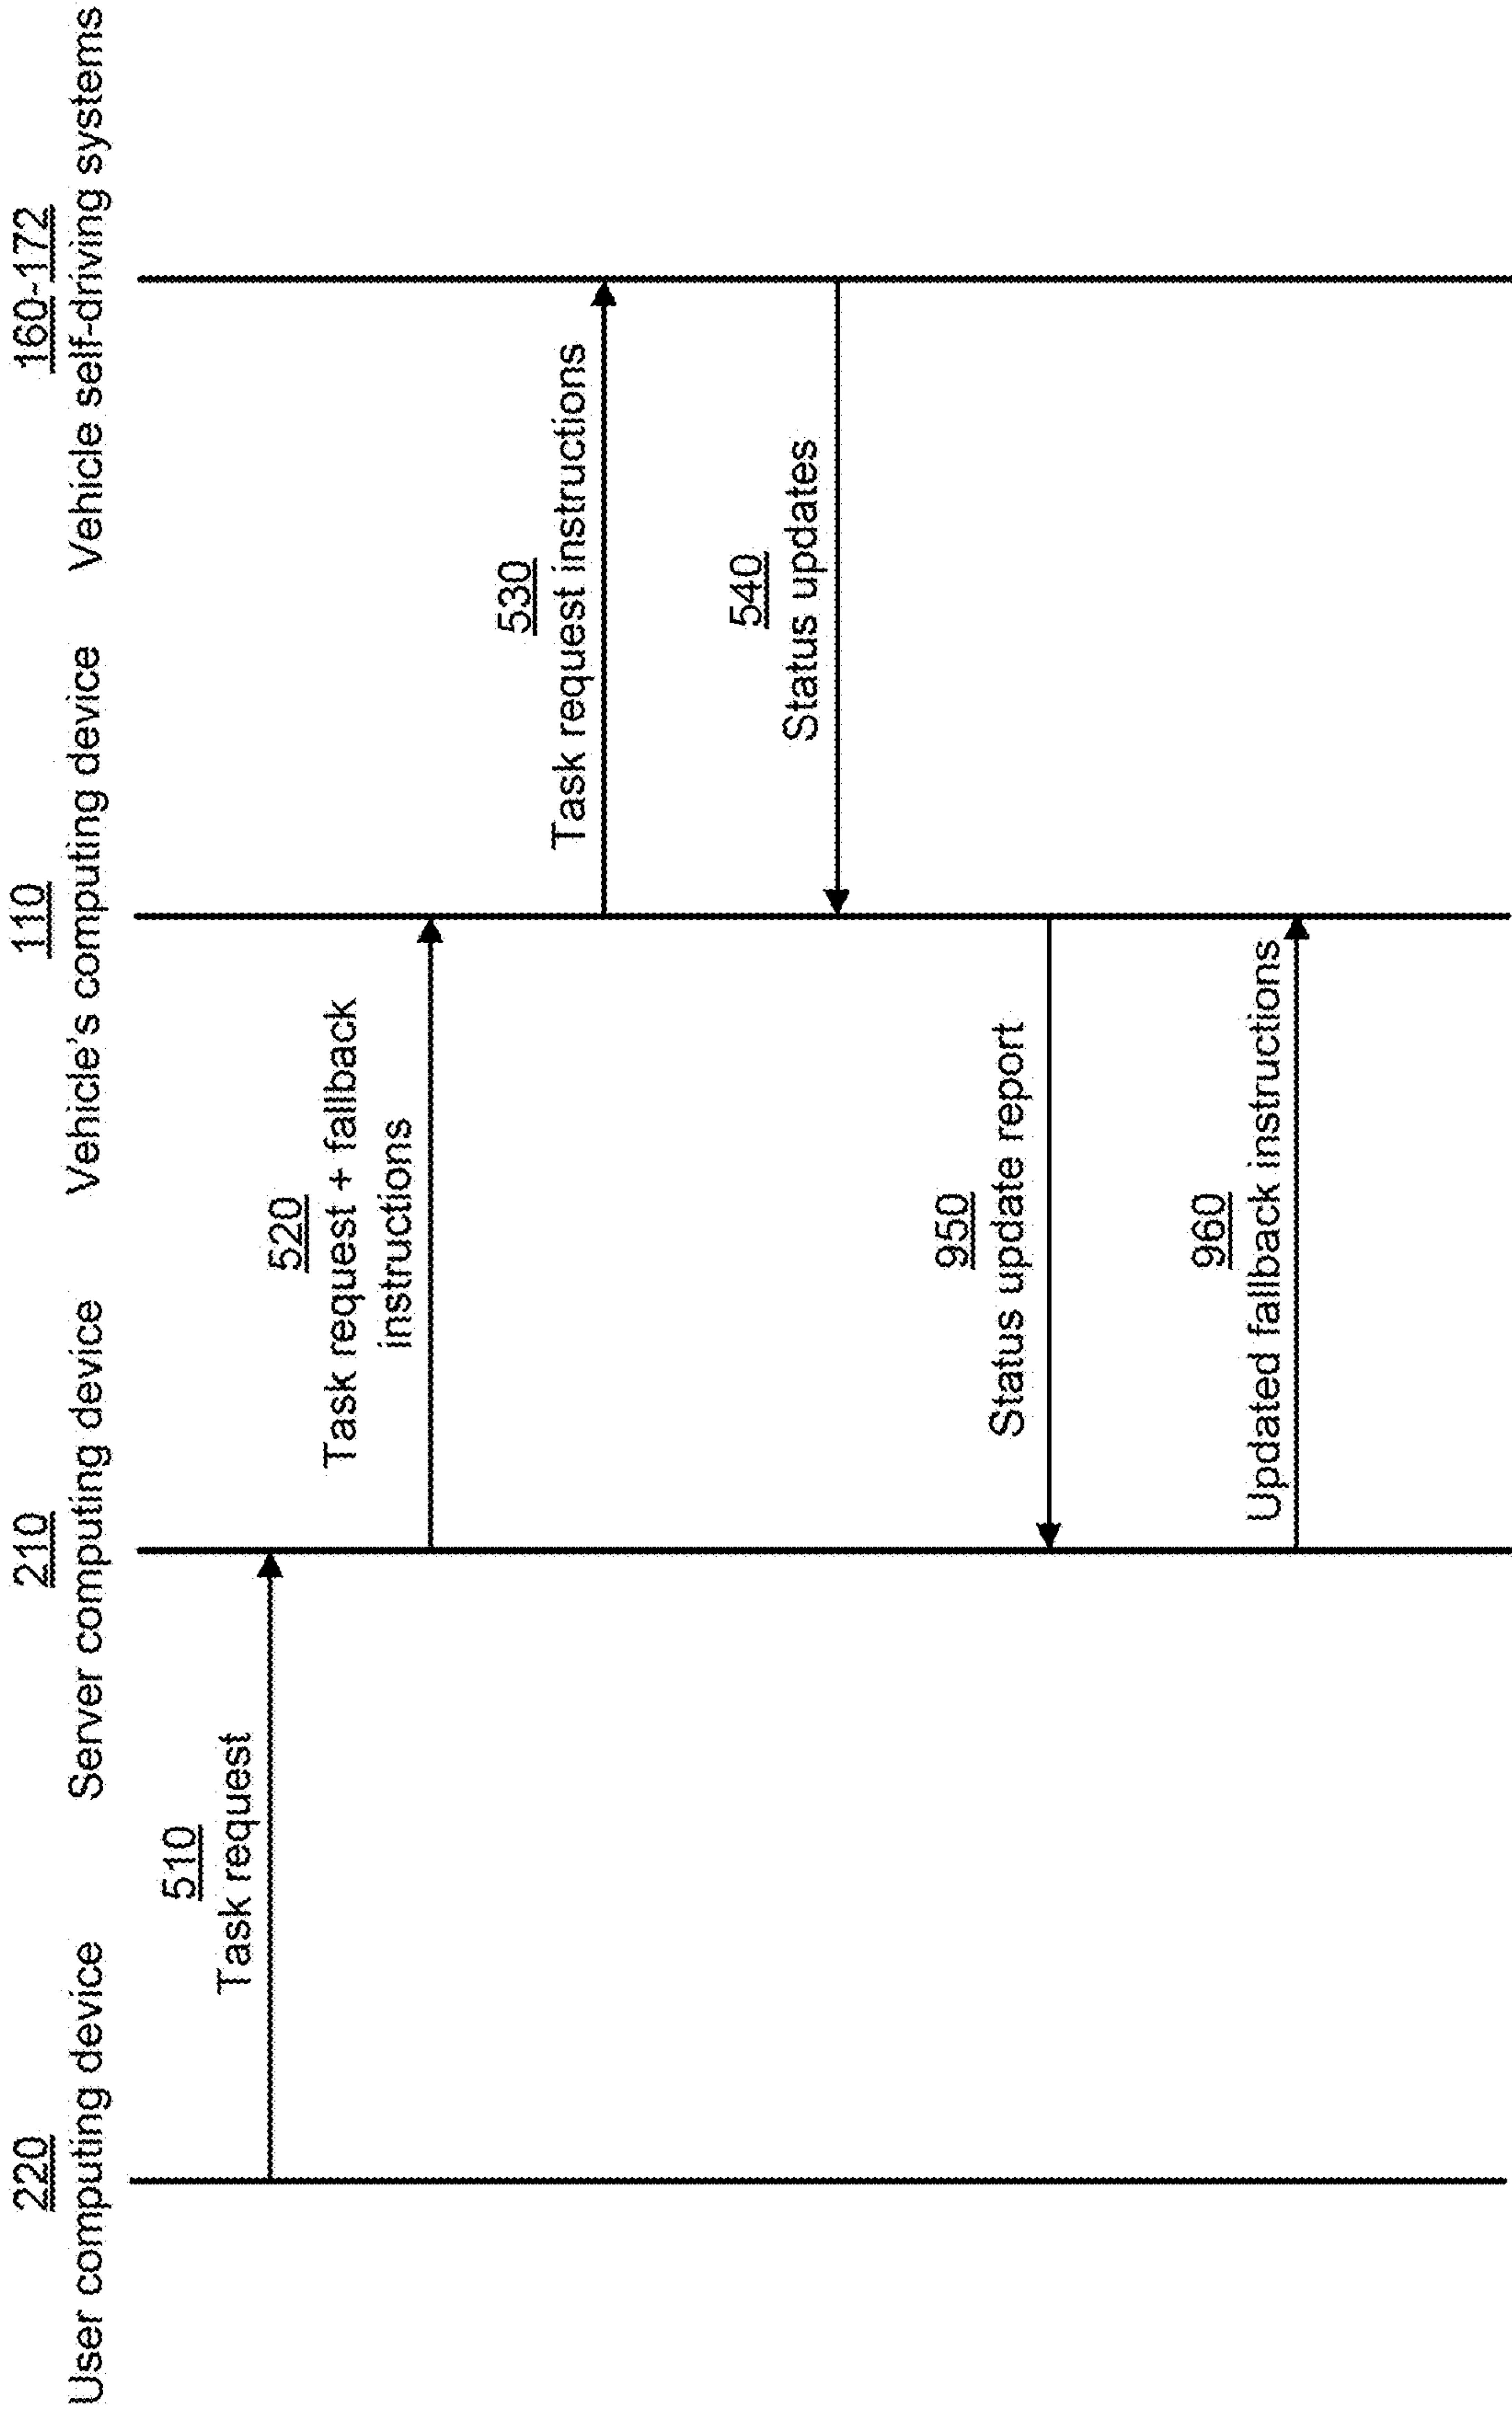 220
User computing device
210
Server computing device
110
Vehicle's computing device
160-172
Vehicle self-driving systems
510
Task request
520
Task request + fallback
instructions
530
Task request instructions
540
Status updates
950
Status update report
960
Updated fallback instructions